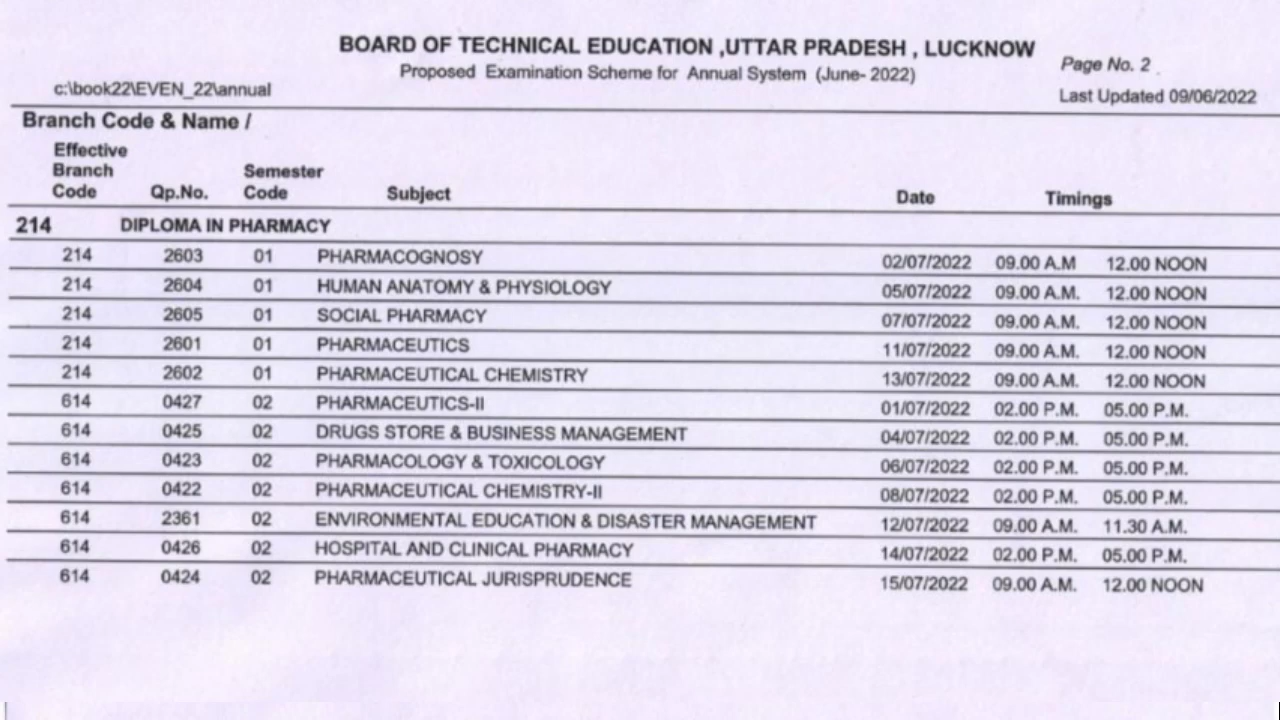 BOARD OF TECHNICAL EDUCATION ,UTTAR PRADESH , LUCKNOW
Proposed Examination Scheme for Annual System (June- 2022)
Page No. 2
c:\book22\EVEN_22\annual
Last Updated 09/06/2022
Branch Code & Name /
Effective Branch Code Qp.No. Semester Code Subject Date Timings
214 DIPLOMA IN PHARMACY
214 2603 01 PHARMACOGNOSY 02/07/2022 09.00 A.M 12.00 NOON
214 2604 01 HUMAN ANATOMY & PHYSIOLOGY 05/07/2022 09.00 A.M. 12.00 NOON
214 2605 01 SOCIAL PHARMACY 07/07/2022 09.00 A.M. 12.00 NOON
214 2601 01 PHARMACEUTICS 11/07/2022 09.00 A.M. 12.00 NOON
214 2602 01 PHARMACEUTICAL CHEMISTRY 13/07/2022 09.00 A.M. 12.00 NOON
614 0427 02 PHARMACEUTICS-II 01/07/2022 02.00 P.M. 05.00 P.M.
614 0425 02 DRUGS STORE & BUSINESS MANAGEMENT 04/07/2022 02.00 P.M. 05.00 P.M.
614 0423 02 PHARMACOLOGY & TOXICOLOGY 06/07/2022 02.00 P.M. 05.00 P.M.
614 0422 02 PHARMACEUTICAL CHEMISTRY-II 08/07/2022 02.00 P.M. 05.00 P.M.
614 2361 02 ENVIRONMENTAL EDUCATION & DISASTER MANAGEMENT 12/07/2022 09.00 A.M. 11.30 A.M.
614 0426 02 HOSPITAL AND CLINICAL PHARMACY 14/07/2022 02.00 P.M. 05.00 P.M.
614 0424 02 PHARMACEUTICAL JURISPRUDENCE 15/07/2022 09.00 A.M. 12.00 NOON